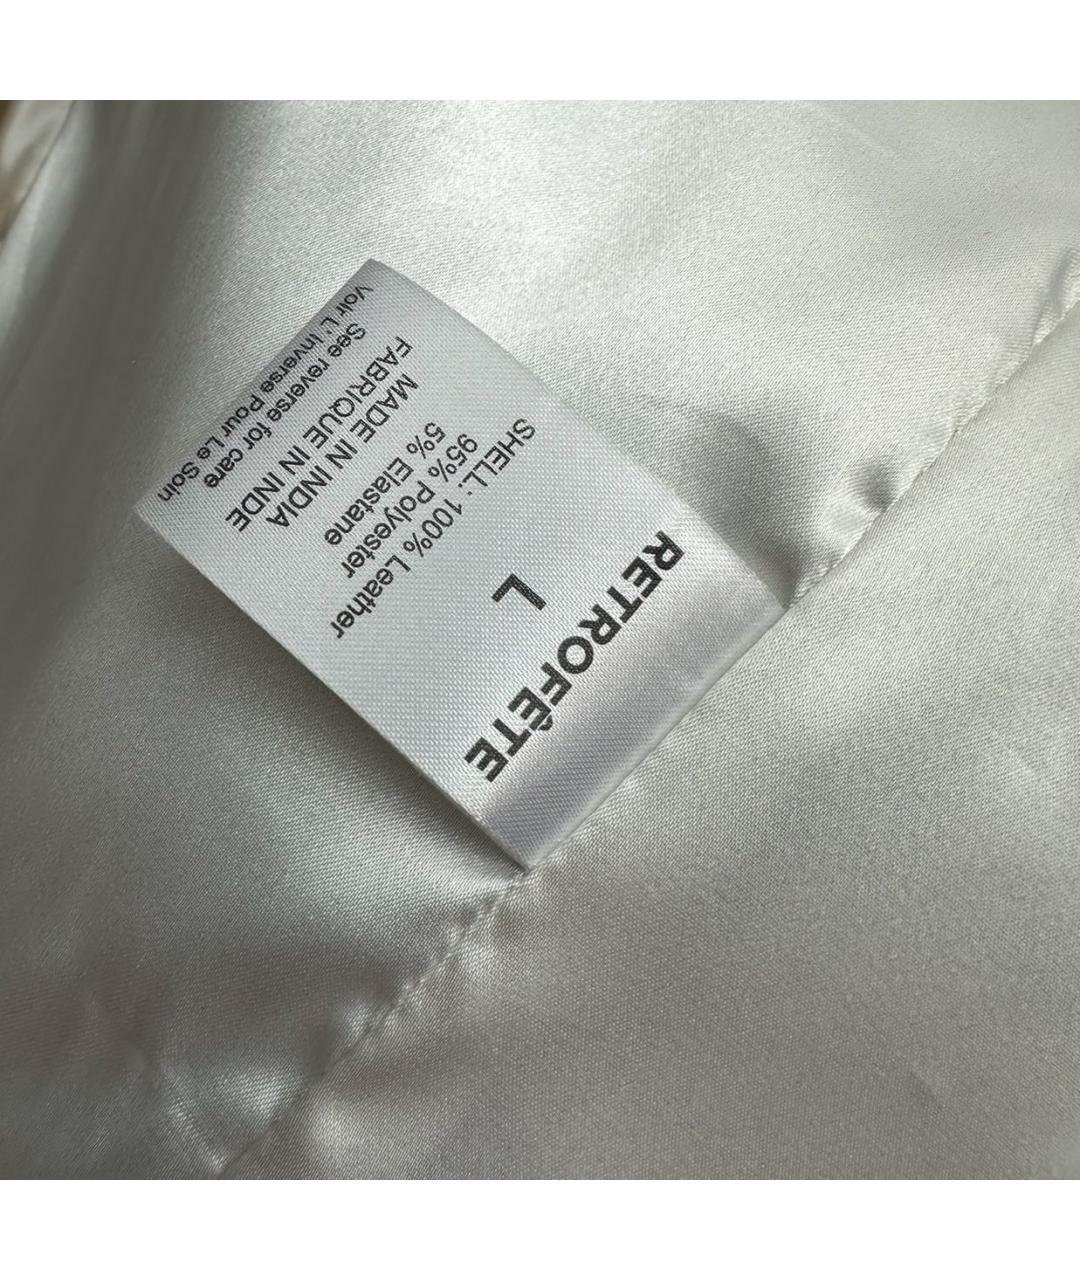 RETROFÊTE
L
SHELL: 100% Leather
95% Polyester
5% Elastane
MADE IN INDIA
FABRIQUE IN INDE
See reverse for care
Voir L' Inverse Pour Le Soin